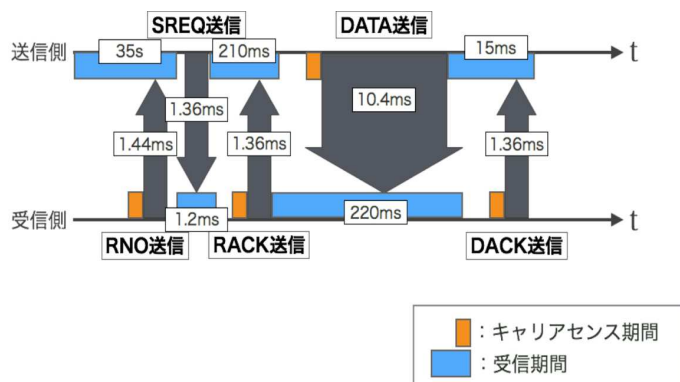 SREQ送信
DATA送信
送信側
35s
210ms
15ms
t
1.36ms
10.4ms
1.44ms
1.36ms
1.36ms
受信側
1.2ms
220ms
t
RNO送信
RACK送信
DACK送信
：キャリアセンス期間
：受信期間